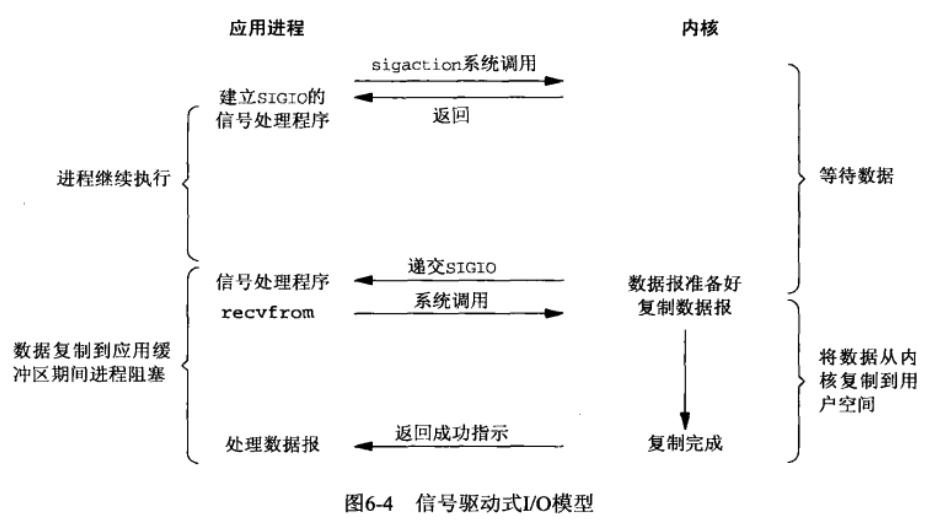 应用进程
内核
sigaction系统调用
建立SIGIO的
信号处理程序
返回
进程继续执行
等待数据
递交SIGIO
信号处理程序
数据报准备好
系统调用
recvfrom
复制数据报
数据复制到应用缓
冲区期间进程阻塞
将数据从内
核复制到用
户空间
返回成功指示
处理数据报
复制完成
图6-4 信号驱动式I/O模型